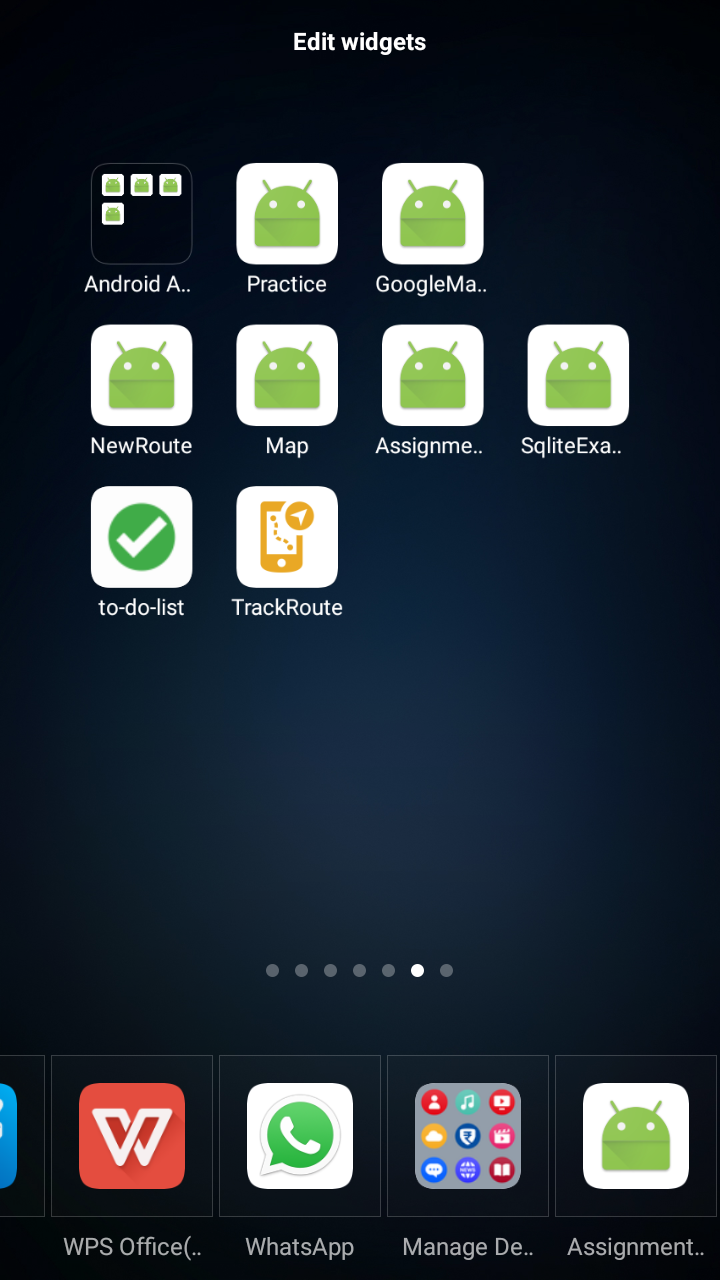 Edit widgets
Android A..
Practice
GoogleMa..
NewRoute
Map
Assignme..
SqliteExa..
to-do-list
TrackRoute
NEWS
WPS Office(..
WhatsApp
Manage De..
Assignment..